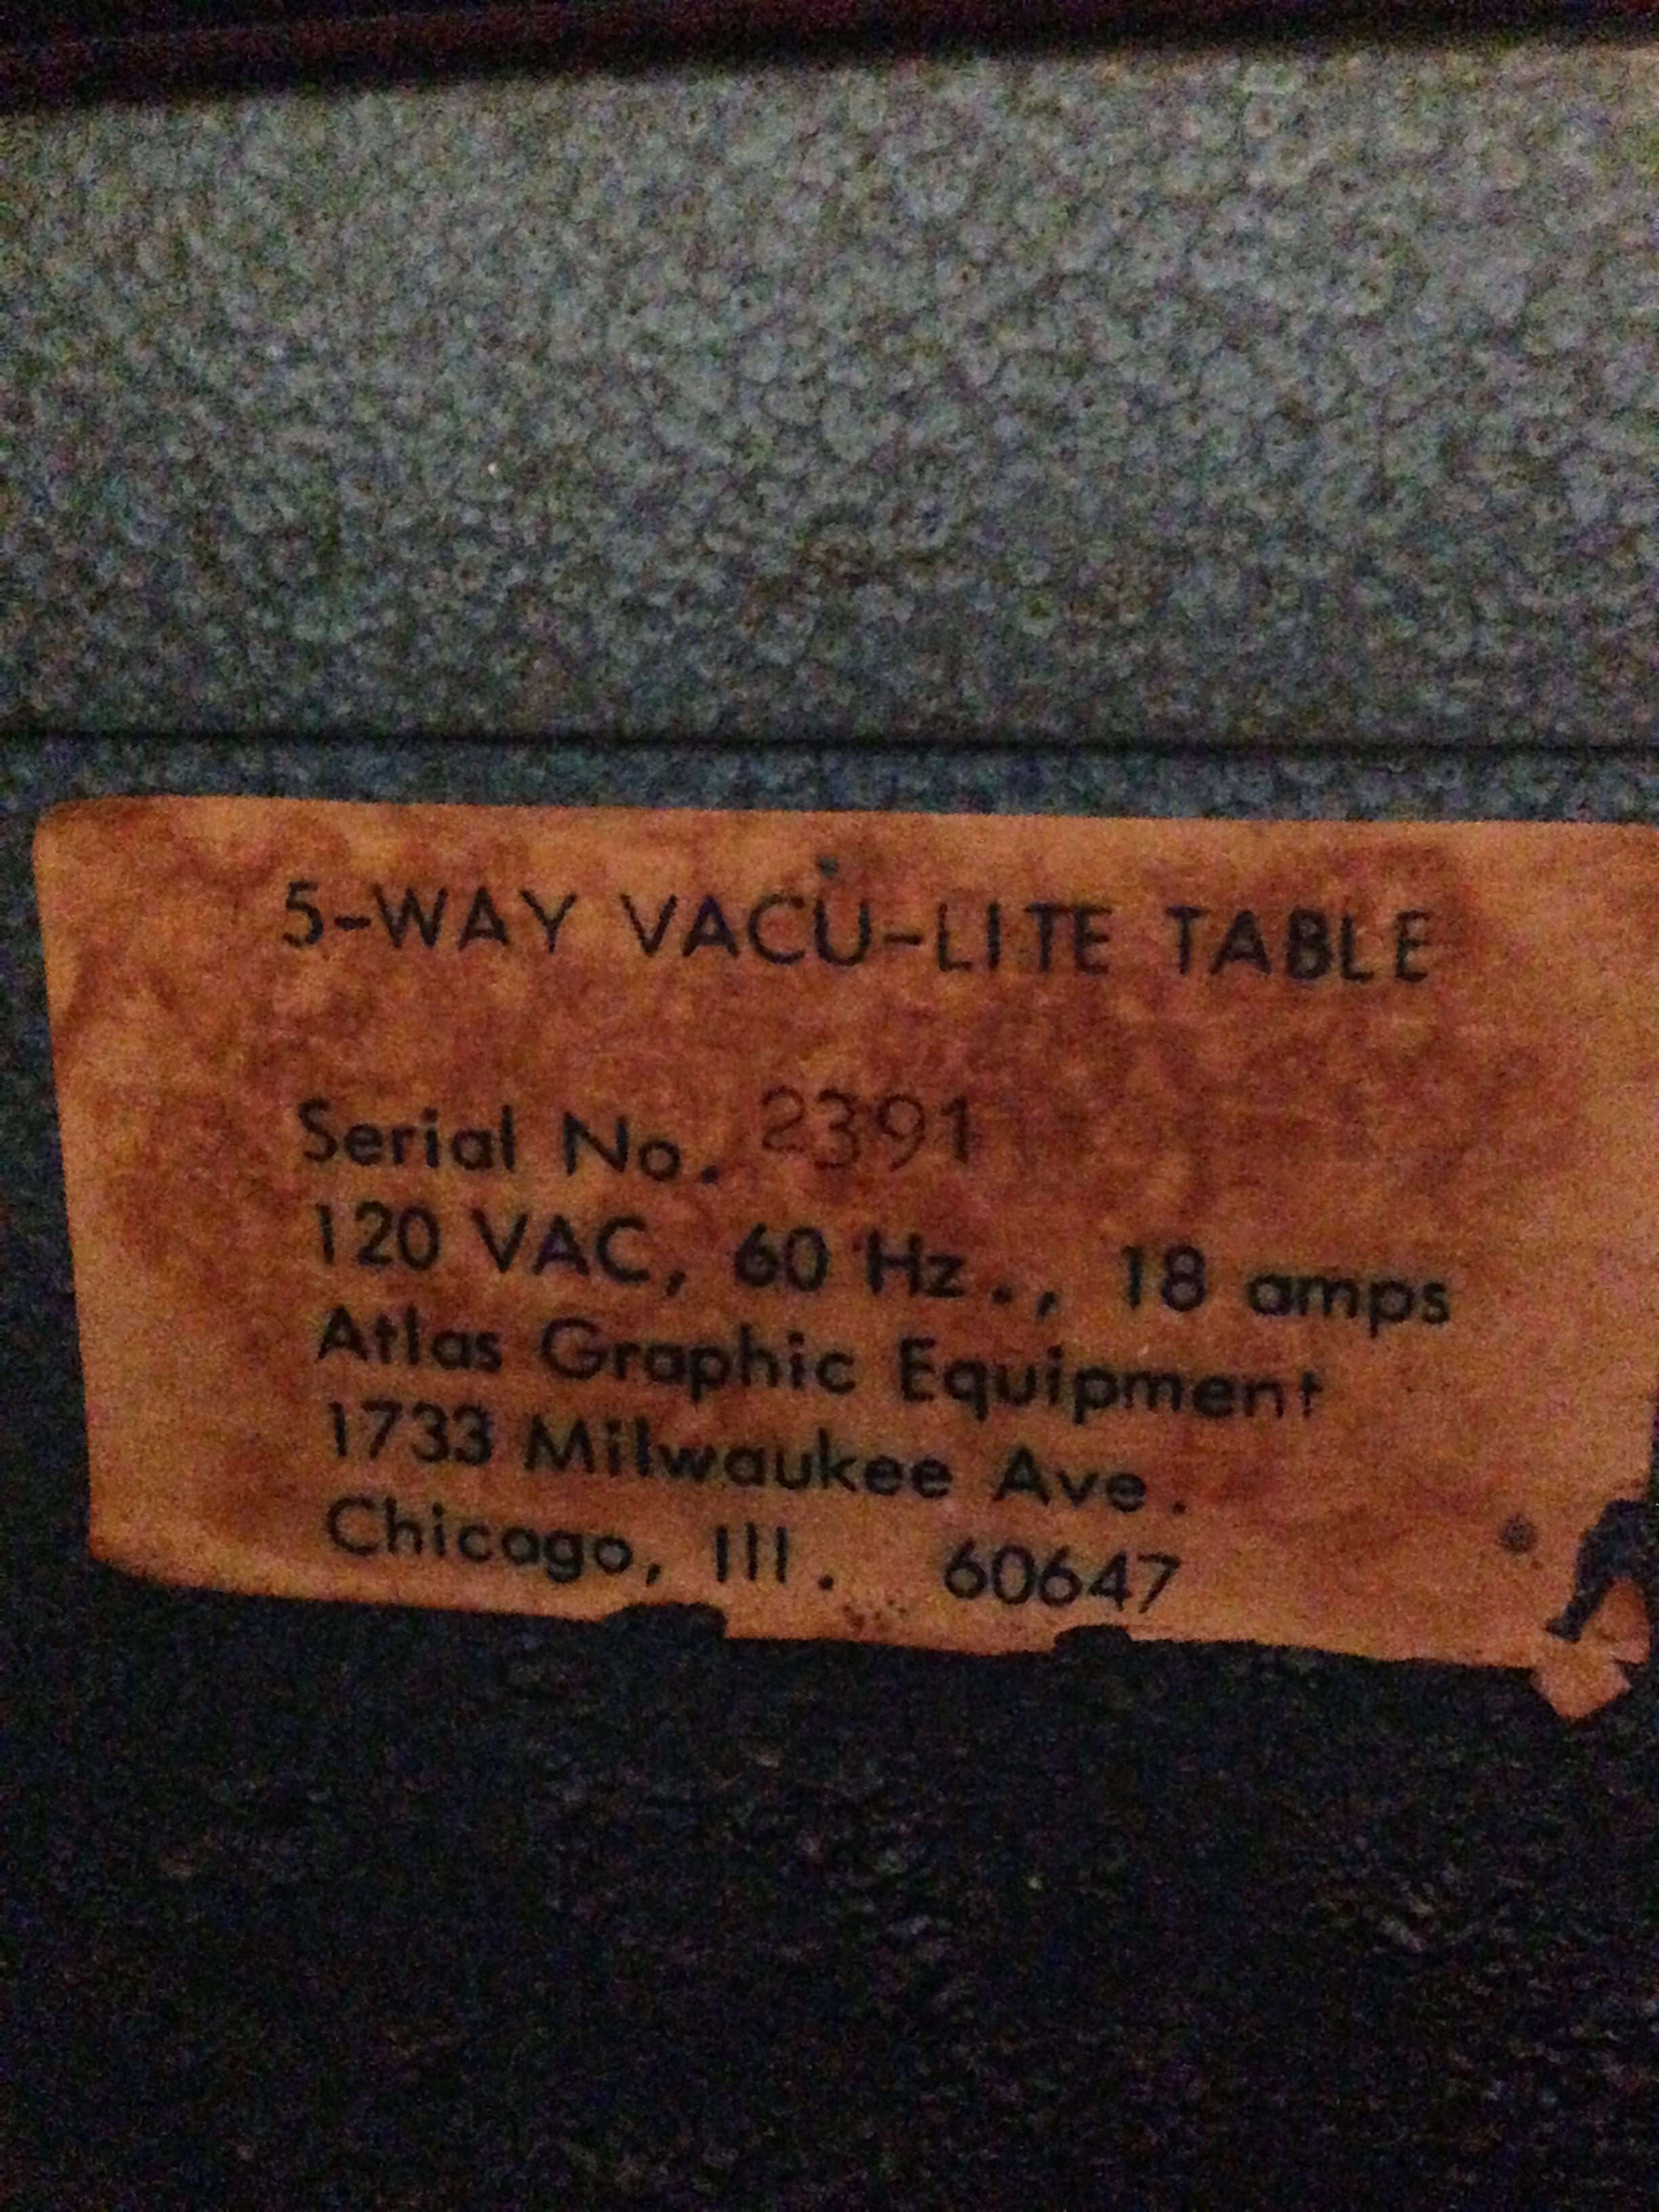 5-WAY VACU-LITE TABLE
Serial No. 2391
120 VAC, 60 Hz., 18 amps
Atlas Graphic Equipment
1733 Milwaukee Ave.
Chicago, Ill. 60647